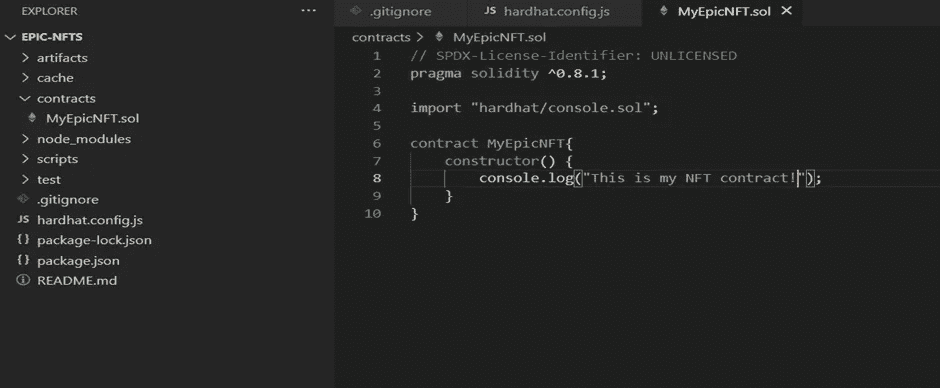 EXPLORER ...
EPIC-NFTS
artifacts
cache
contracts
MyEpicNFT.sol
node_modules
scripts
test
.gitignore
JS hardhat.config.js
{} package-lock.json
{} package.json
README.md
.gitignore JS hardhat.config.js MyEpicNFT.sol
contracts > MyEpicNFT.sol
1 // SPDX-License-Identifier: UNLICENSED
2 pragma solidity ^0.8.1;
3
4 import "hardhat/console.sol";
5
6 contract MyEpicNFT{
7     constructor() {
8         console.log("This is my NFT contract!");
9     }
10 }